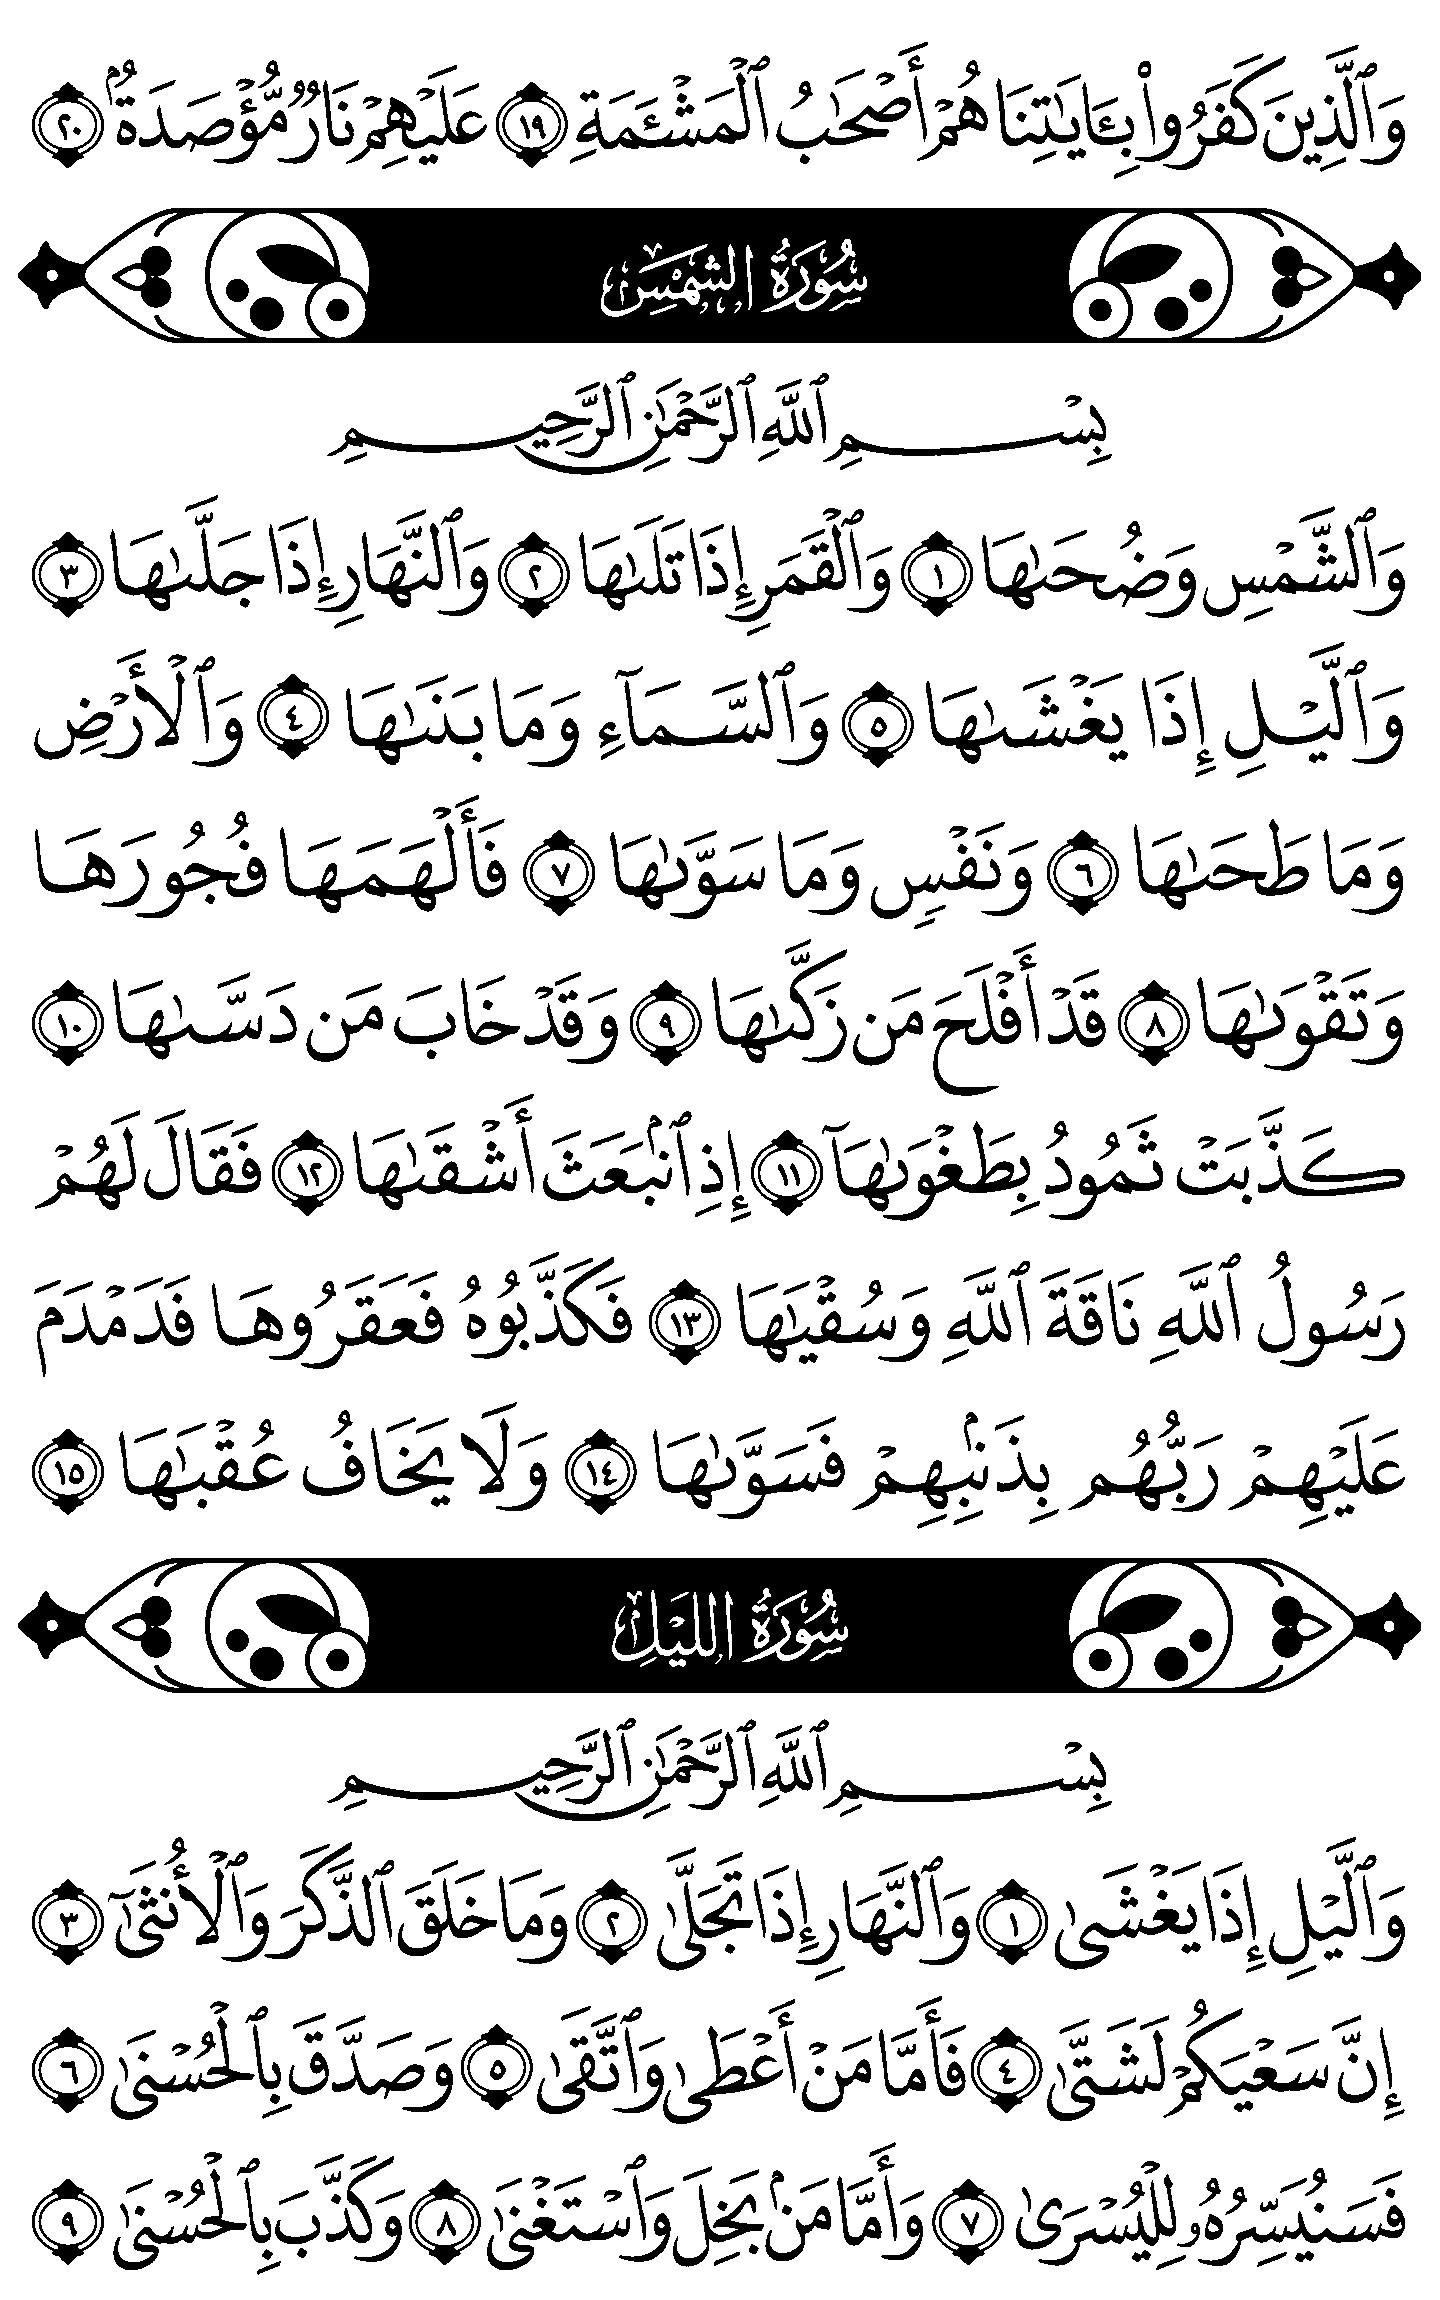 وَٱلَّذِينَ كَفَرُوا۟ بِـَٔايَـٰتِنَا هُمۡ أَصۡحَـٰبُ ٱلۡمَشۡـَٔمَةِ ١٩ عَلَيۡهِمۡ نَارٌ مُّؤۡصَدَةُۢ ٢٠
سُورَةُ الشَّمۡسِ
بِسۡمِ ٱللَّهِ ٱلرَّحۡمَـٰنِ ٱلرَّحِيمِ
وَٱلشَّمۡسِ وَضُحَىٰهَا ١ وَٱلۡقَمَرِ إِذَا تَلَىٰهَا ٢ وَٱلنَّهَارِ إِذَا جَلَّىٰهَا ٣
وَٱلَّيۡلِ إِذَا يَغۡشَىٰهَا ٥ وَٱلسَّمَآءِ وَمَا بَنَىٰهَا ٤ وَٱلۡأَرۡضِ
وَمَا طَحَىٰهَا ٦ وَنَفۡسٍ وَمَا سَوَّىٰهَا ٧ فَأَلۡهَمَهَا فُجُورَهَا
وَتَقۡوَىٰهَا ٨ قَدۡ أَفۡلَحَ مَن زَكَّىٰهَا ٩ وَقَدۡ خَابَ مَن دَسَّىٰهَا ١٠
كَذَّبَتۡ ثَمُودُ بِطَغۡوَىٰهَآ ١١ إِذِ ٱنۢبَعَثَ أَشۡقَىٰهَا ١٢ فَقَالَ لَهُمۡ
رَسُولُ ٱللَّهِ نَاقَةَ ٱللَّهِ وَسُقۡيَـٰهَا ١٣ فَكَذَّبُوهُ فَعَقَرُوهَا فَدَمۡدَمَ
عَلَيۡهِمۡ رَبُّهُم بِذَنۢبِهِمۡ فَسَوَّىٰهَا ١٤ وَلَا يَخَافُ عُقۡبَـٰهَا ١٥
سُورَةُ اللَّيۡلِ
بِسۡمِ ٱللَّهِ ٱلرَّحۡمَـٰنِ ٱلرَّحِيمِ
وَٱلَّيۡلِ إِذَا يَغۡشَىٰ ١ وَٱلنَّهَارِ إِذَا تَجَلَّىٰ ٢ وَمَا خَلَقَ ٱلذَّكَرَ وَٱلۡأُنثَىٰٓ ٣
إِنَّ سَعۡيَكُمۡ لَشَتَّىٰ ٤ فَأَمَّا مَنۡ أَعۡطَىٰ وَٱتَّقَىٰ ٥ وَصَدَّقَ بِٱلۡحُسۡنَىٰ ٦
فَسَنُيَسِّرُهُۥ لِلۡيُسۡرَىٰ ٧ وَأَمَّا مَنۢ بَخِلَ وَٱسۡتَغۡنَىٰ ٨ وَكَذَّبَ بِٱلۡحُسۡنَىٰ ٩